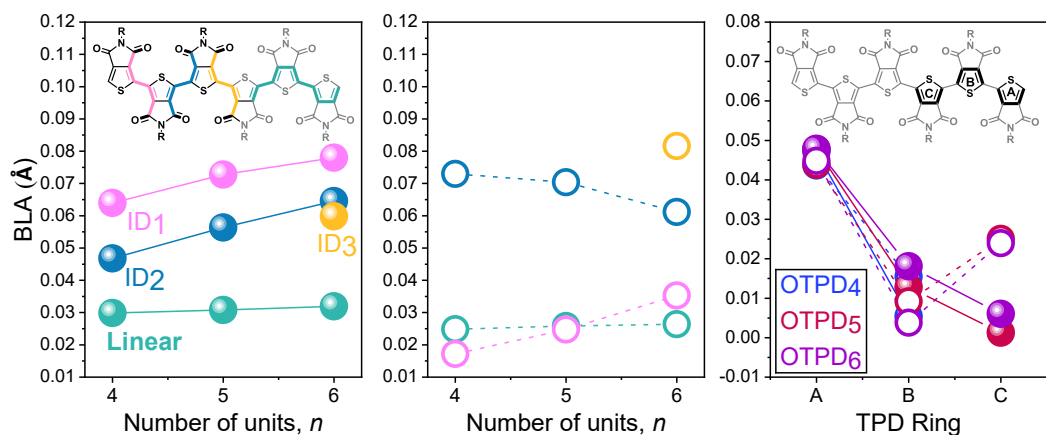 BLA (Å)
0.12
0.11
0.10
0.09
0.08
0.07
0.06
0.05
0.04
0.03
0.02
0.01
R
N
O
O
S
R
N
O
O
S
R
N
O
O
S
S
O
O
N
R
S
O
O
N
R
S
O
O
N
R
ID1
ID2
ID3
Linear
4
5
6
Number of units, n
0.12
0.11
0.10
0.09
0.08
0.07
0.06
0.05
0.04
0.03
0.02
0.01
4
5
6
Number of units, n
0.08
0.07
0.06
0.05
0.04
0.03
0.02
0.01
0.00
-0.01
R
N
O
O
S
R
N
O
O
S
R
N
O
O
B
S
S
O
O
N
R
C
S
O
O
N
R
A
S
O
O
N
R
OTPD4
OTPD5
OTPD6
A
B
C
TPD Ring